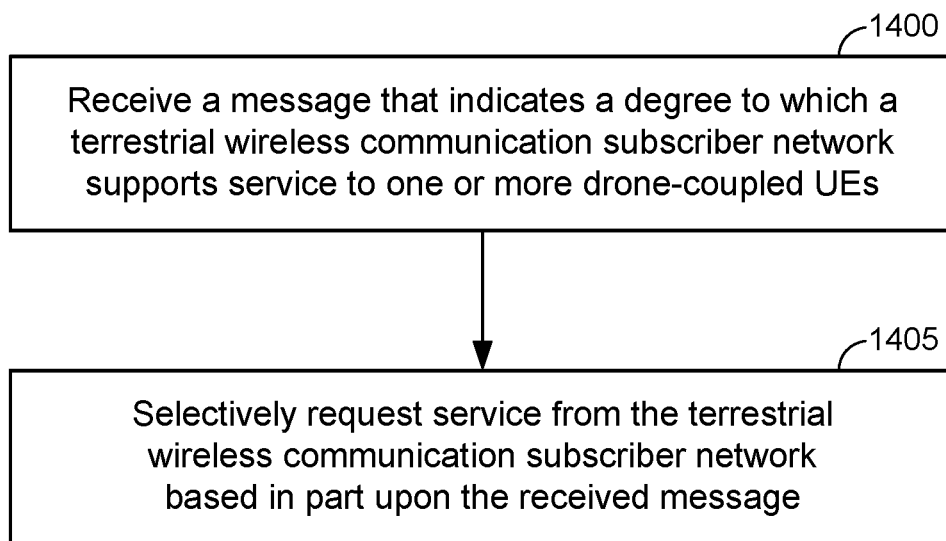 1400
Receive a message that indicates a degree to which a
terrestrial wireless communication subscriber network
supports service to one or more drone-coupled UEs
1405
Selectively request service from the terrestrial
wireless communication subscriber network
based in part upon the received message